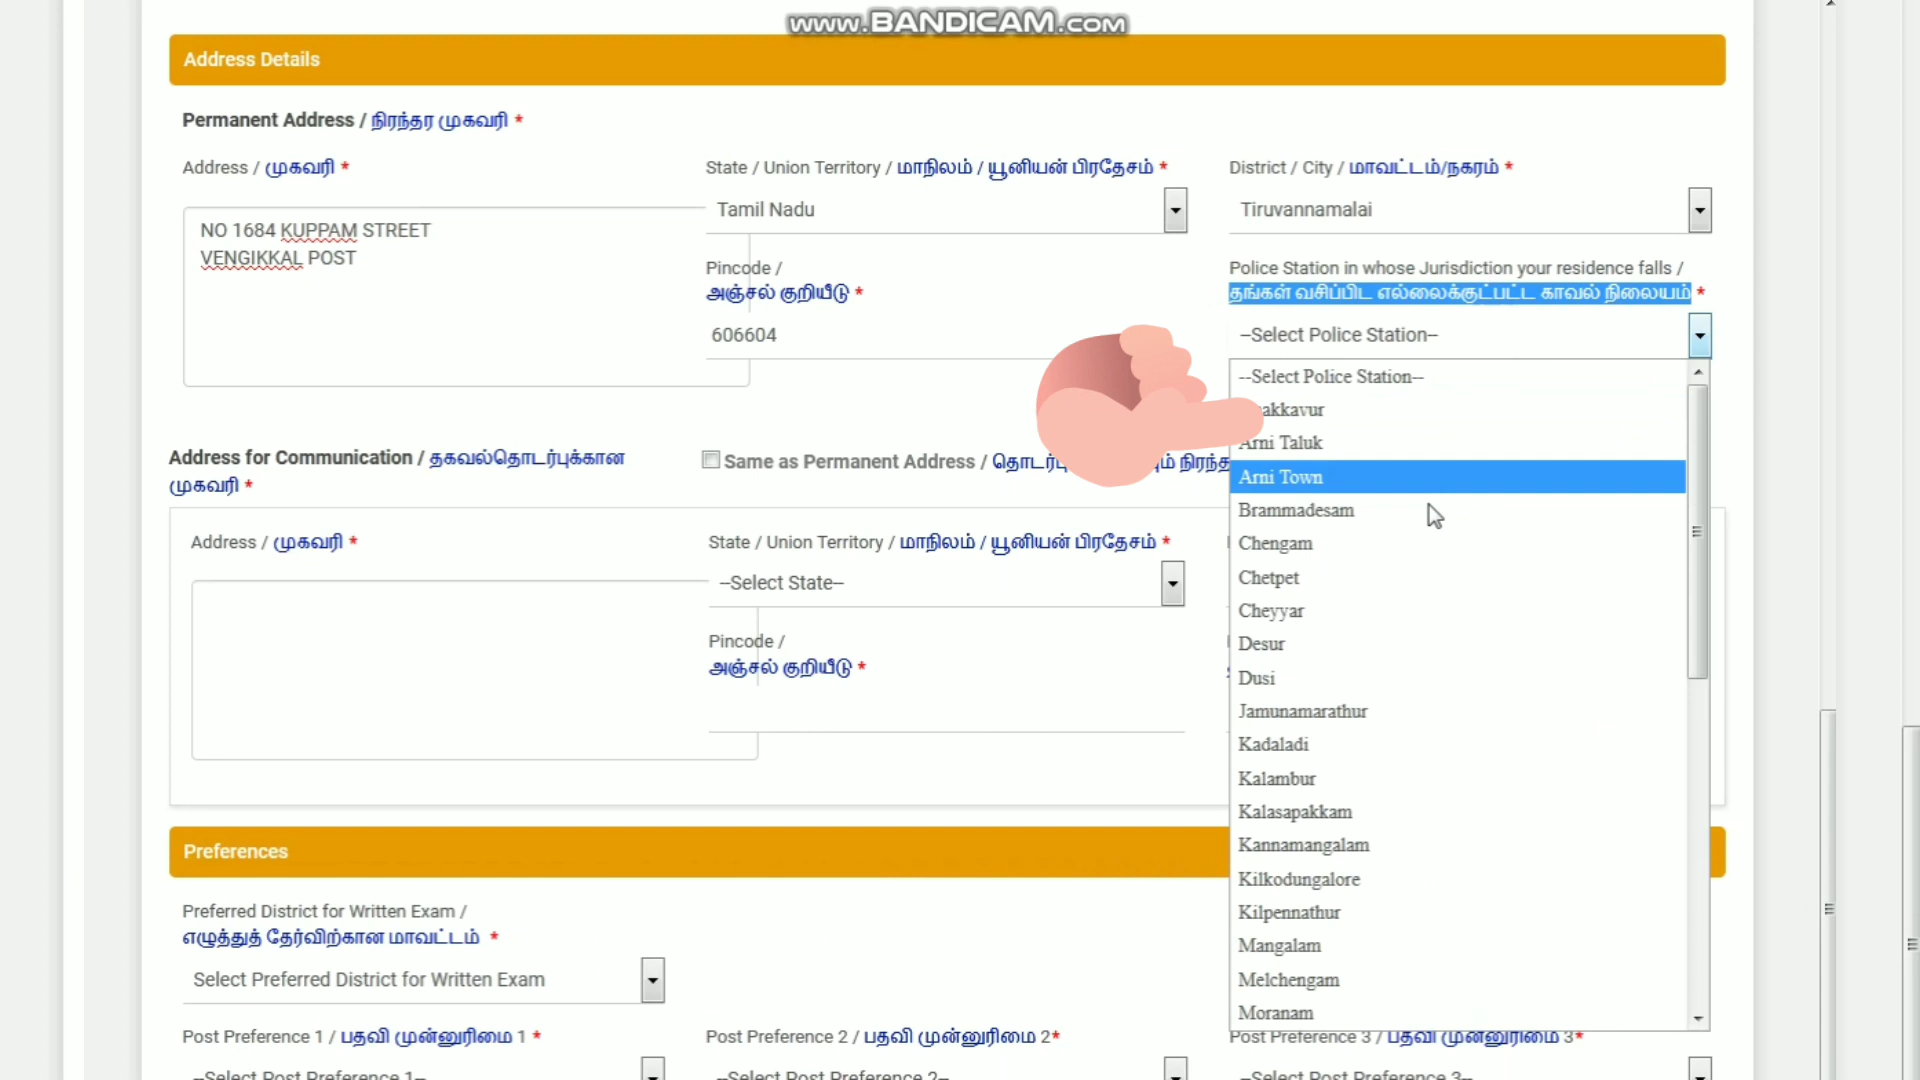 www.BANDICAM.com
Address Details
Permanent Address / நிரந்தர முகவரி *
Address / முகவரி *
State / Union Territory / மாநிலம் / யூனியன் பிரதேசம் *
District / City / மாவட்டம்/நகரம் *
NO 1684 KUPPAM STREET
VENGIKKAL POST
Tamil Nadu
Tiruvannamalai
Pincode /
அஞ்சல் குறியீடு *
606604
Police Station in whose Jurisdiction your residence falls /
தங்கள் வசிப்பிட எல்லைக்குட்பட்ட காவல் நிலையம் *
--Select Police Station--
--Select Police Station--
Arni Taluk
Arni Town
Brammadesam
Chengam
Chetpet
Cheyyar
Desur
Dusi
Jamunamarathur
Kadaladi
Kalambur
Kalasapakkam
Kannamangalam
Kilkodungalore
Kilpennathur
Mangalam
Melchengam
Moranam
Address for Communication / தகவல்தொடர்புக்கான
முகவரி *
Same as Permanent Address /
Address / முகவரி *
State / Union Territory / மாநிலம் / யூனியன் பிரதேசம் *
--Select State--
Pincode /
அஞ்சல் குறியீடு *
Preferences
Preferred District for Written Exam /
எழுத்துத் தேர்விற்கான மாவட்டம் *
Select Preferred District for Written Exam
Post Preference 1 / பதவி முன்னுரிமை 1 *
Post Preference 2 / பதவி முன்னுரிமை 2*
Post Preference 3 / பதவி முன்னுரிமை 3*
--Select Post Preference 1--
--Select Post Preference 2--
--Select Post Preference 3--